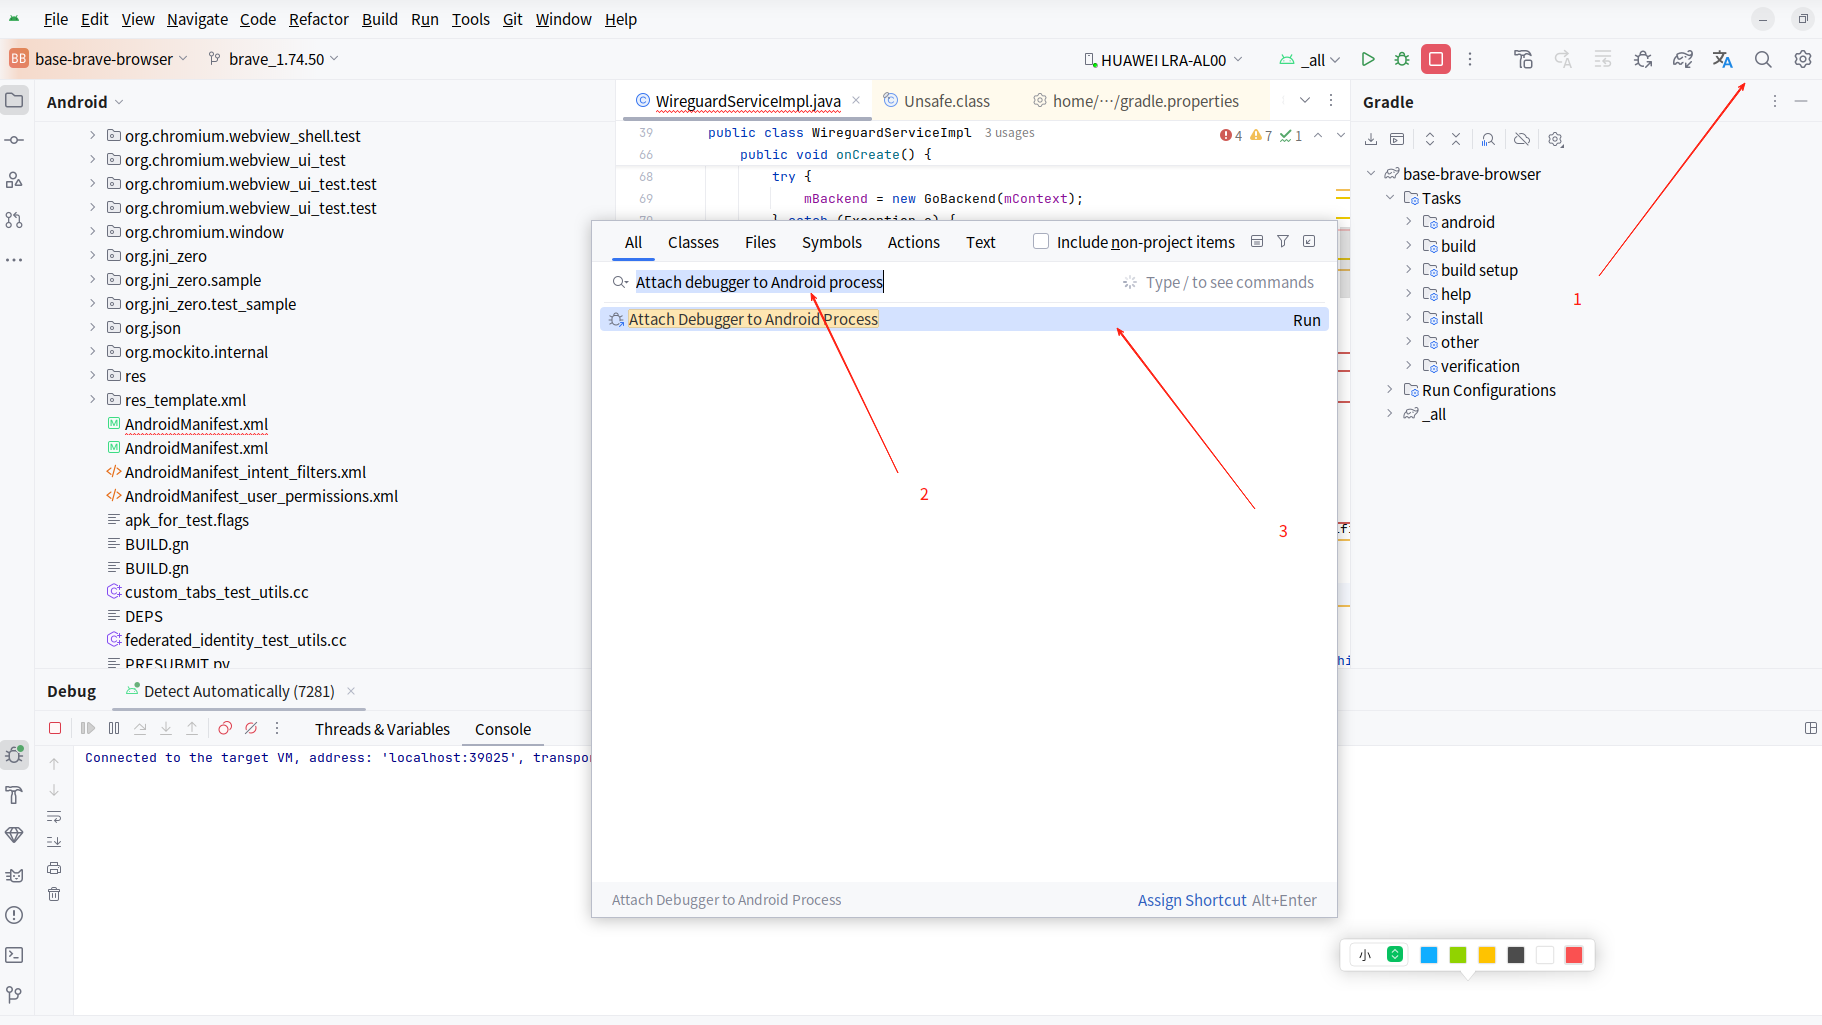 File Edit View Navigate Code Refactor Build Run Tools Git Window Help
BB base-brave-browser brave_1.74.50 HUAWEI LRA-AL00 _all
Android
org.chromium.webview_shell.test
org.chromium.webview_ui_test
org.chromium.webview_ui_test.test
org.chromium.webview_ui_test.test
org.chromium.window
org.jni_zero
org.jni_zero.sample
org.jni_zero.test_sample
org.json
org.mockito.internal
res
res_template.xml
AndroidManifest.xml
AndroidManifest.xml
AndroidManifest_intent_filters.xml
AndroidManifest_user_permissions.xml
apk_for_test.flags
BUILD.gn
BUILD.gn
custom_tabs_test_utils.cc
DEPS
federated_identity_test_utils.cc
PRESUBMIT.py
WireguardServiceImpl.java Unsafe.class home/⋯/gradle.properties
39 public class WireguardServiceImpl 3 usages
4 7 1
66 public void onCreate() {
68 try {
69 mBackend = new GoBackend(mContext);
70 } catch (Exception e) {
All Classes Files Symbols Actions Text Include non-project items
Attach debugger to Android process Type / to see commands
Attach Debugger to Android Process Run
2
3
Attach Debugger to Android Process Assign Shortcut Alt+Enter
Gradle
base-brave-browser
Tasks
android
build
build setup
help
install
other
verification
Run Configurations
_all
1
hi
Debug Detect Automatically (7281)
Threads & Variables Console
Connected to the target VM, address: 'localhost:39025', transpo
小